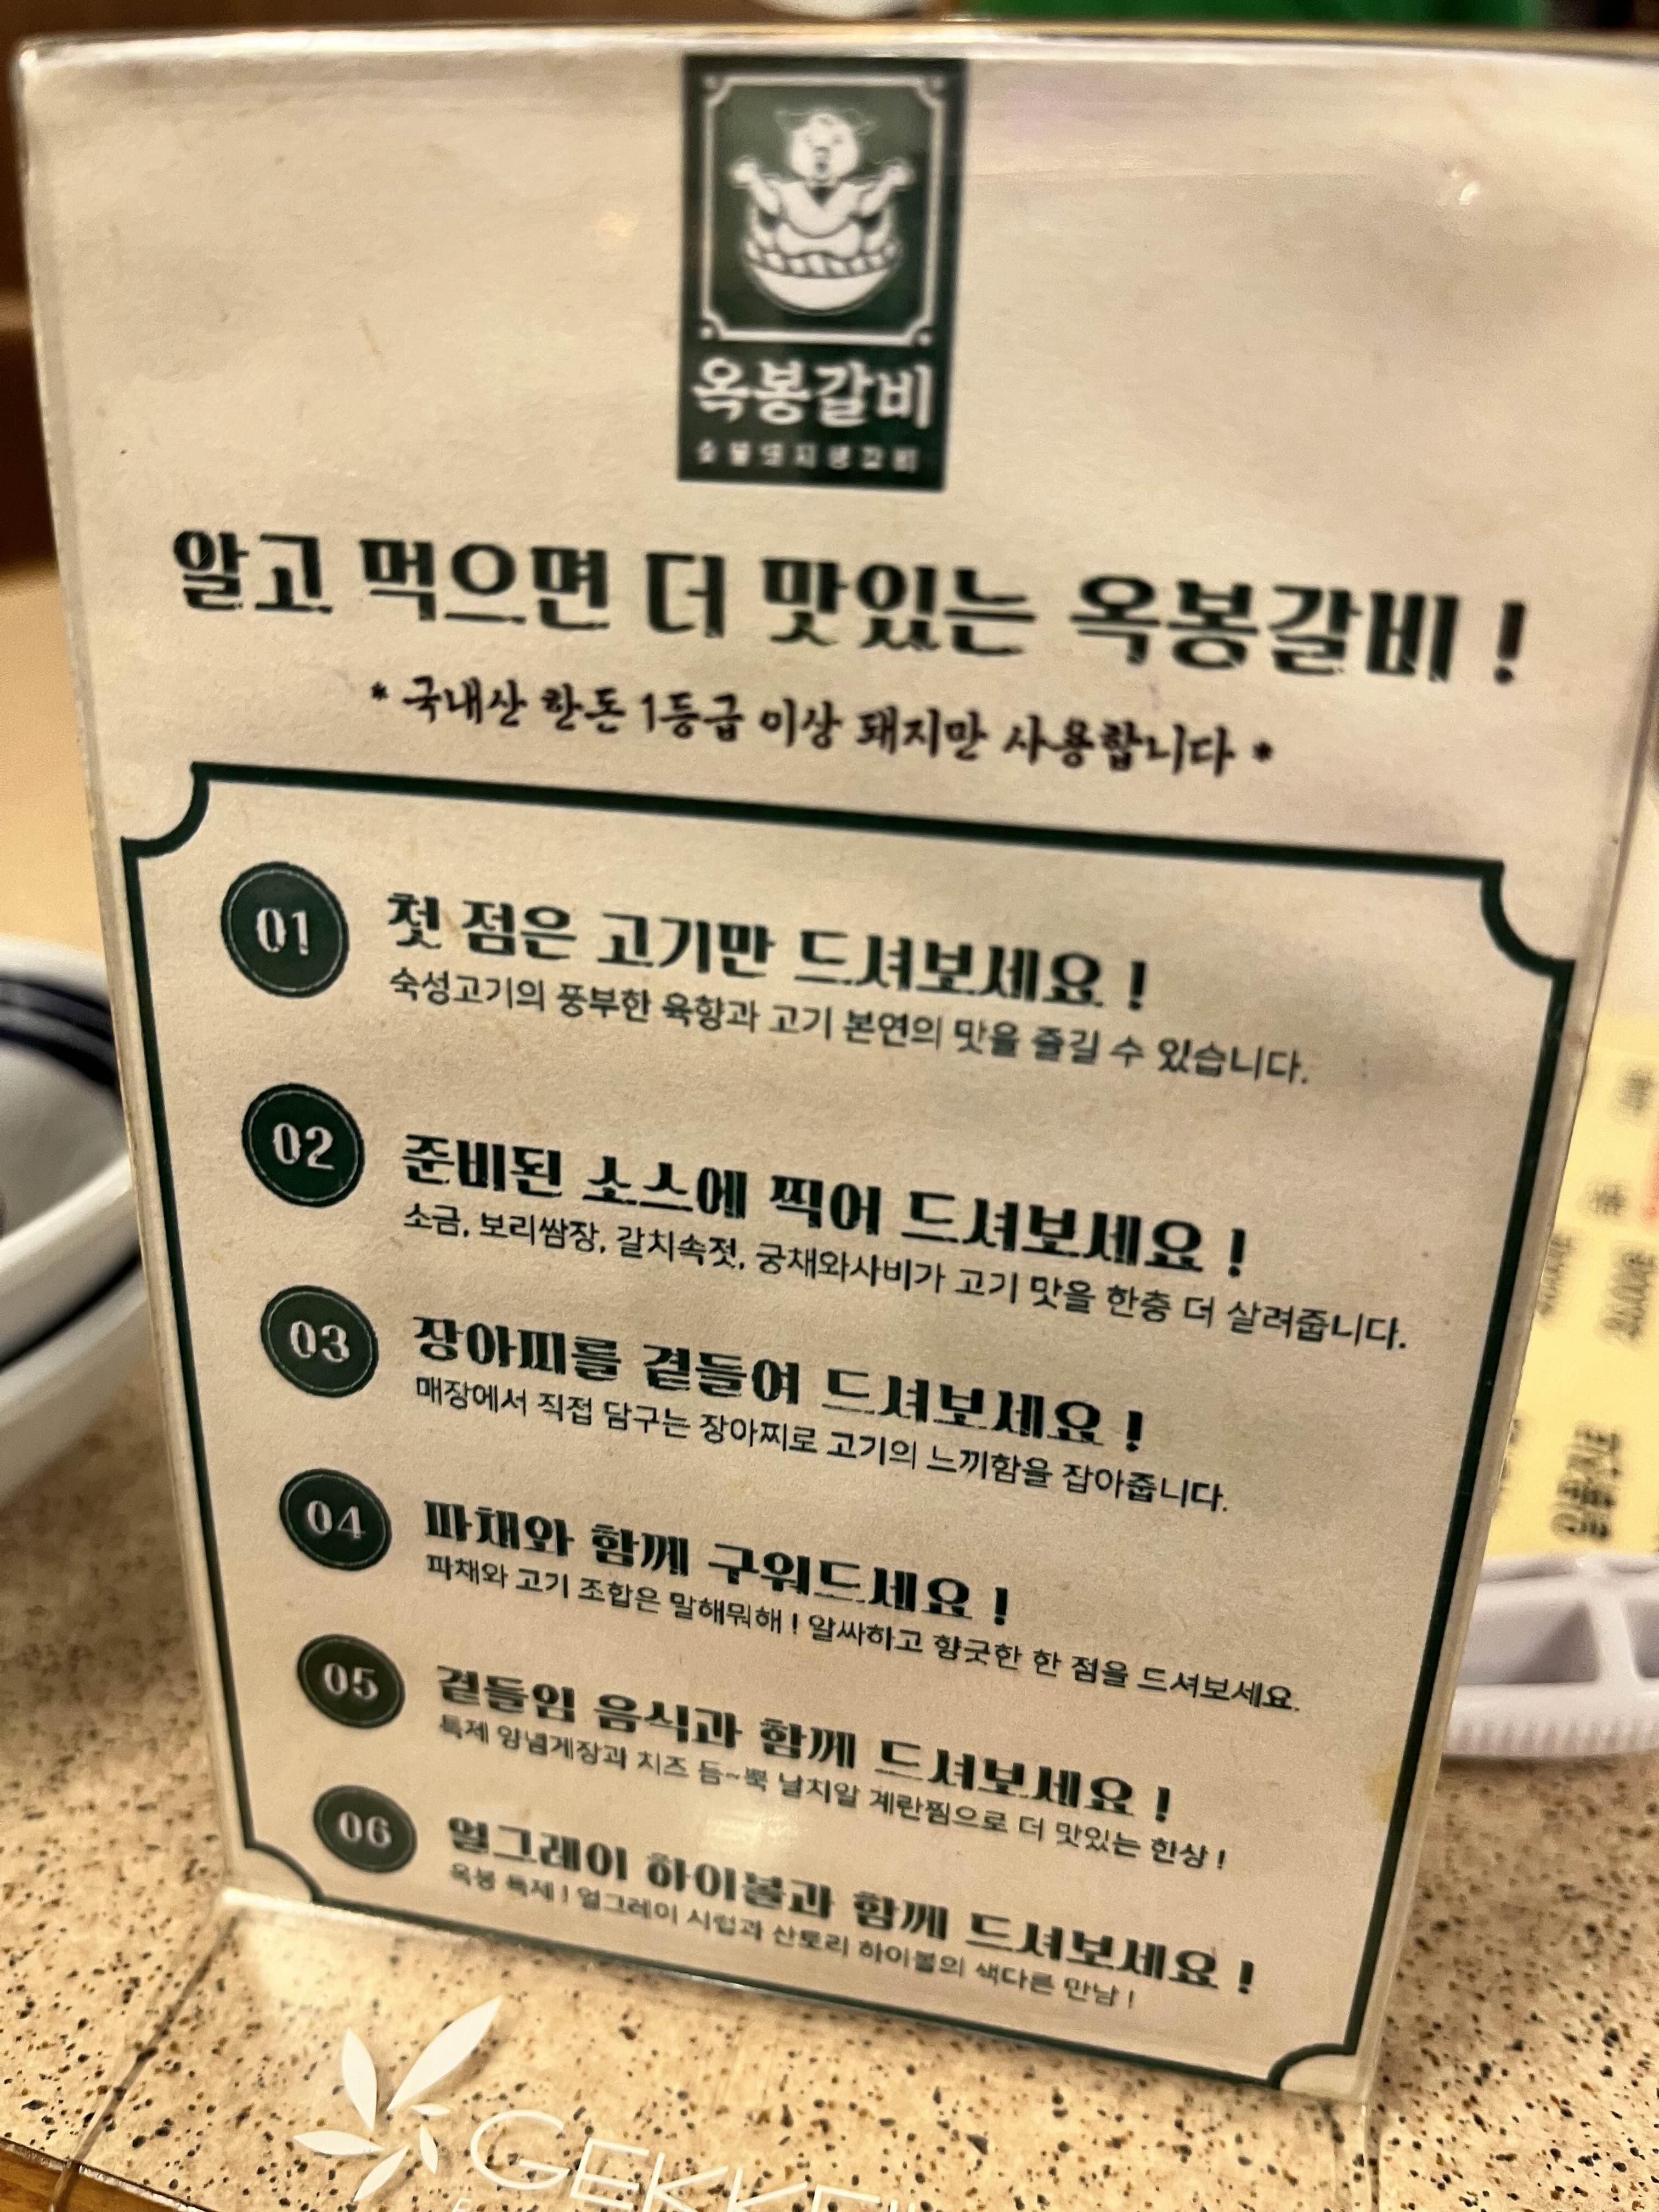 옥봉갈비
숯불돼지생갈비
알고 먹으면 더 맛있는 옥봉갈비 !
* 국내산 한돈 1등급 이상 돼지만 사용합니다 *
01
첫 점은 고기만 드셔보세요 !
숙성고기의 풍부한 육향과 고기 본연의 맛을 즐길 수 있습니다.
02
준비된 소스에 찍어 드셔보세요 !
소금, 보리쌈장, 갈치속젓, 궁채와사비가 고기 맛을 한층 더 살려줍니다.
03
장아찌를 곁들여 드셔보세요 !
매장에서 직접 담구는 장아찌로 고기의 느끼함을 잡아줍니다.
04
파채와 함께 구워드세요 !
파채와 고기 조합은 말해뭐해 ! 알싸하고 향긋한 한 점을 드셔보세요.
05
곁들임 음식과 함께 드셔보세요 !
특제 양념게장과 치즈 듬~뿍 날치알 계란찜으로 더 맛있는 한상 !
06
얼그레이 하이볼과 함께 드셔보세요 !
옥봉 특제 ! 얼그레이 시럽과 산토리 하이볼의 색다른 만남 !